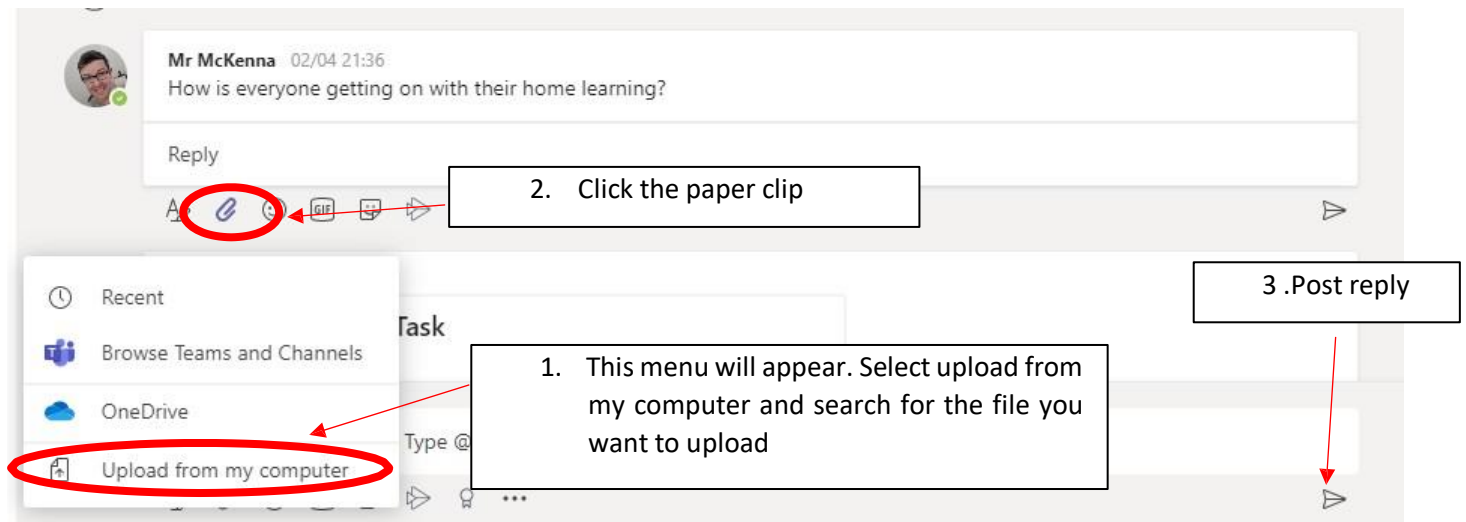 Mr McKenna 02/04 21:36
How is everyone getting on with their home learning?
Reply
2. Click the paper clip
GIF
3 .Post reply
Recent
Task
Browse Teams and Channels
1. This menu will appear. Select upload from
my computer and search for the file you
want to upload
OneDrive
Type @
Upload from my computer